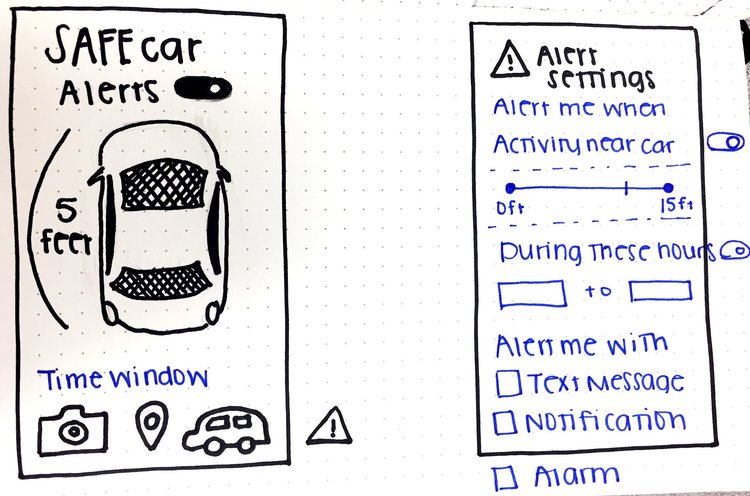 SAFE car
Alerts
5
feet
Time window
Alert
settings
Alert me when
Activity near car
0ft 15ft
During these hours
to
Alert me with
Text Message
Notification
Alarm